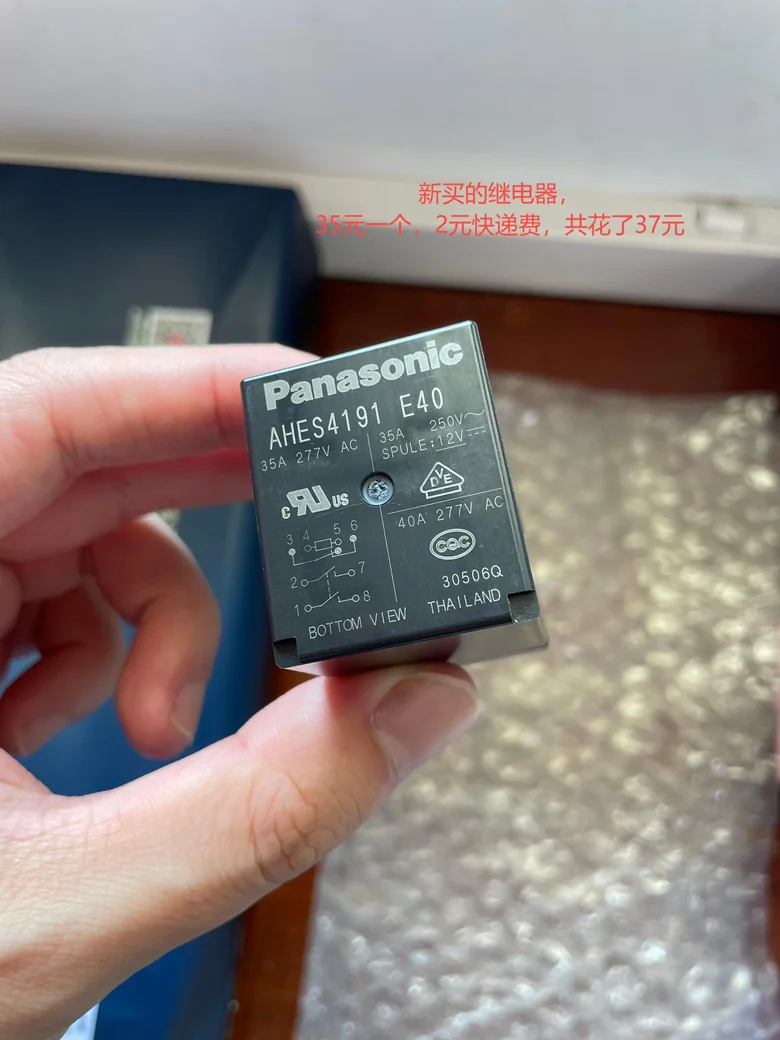 新买的继电器，
35元一个，2元快递费，共花了37元
Panasonic
AHES4191 E40
35A 277V AC
35A 250V~
SPULE:12V⎓
c RU US
DVE
40A 277V AC
CQC
3 4 5 6
2 7
1 8
30506Q
BOTTOM VIEW THAILAND